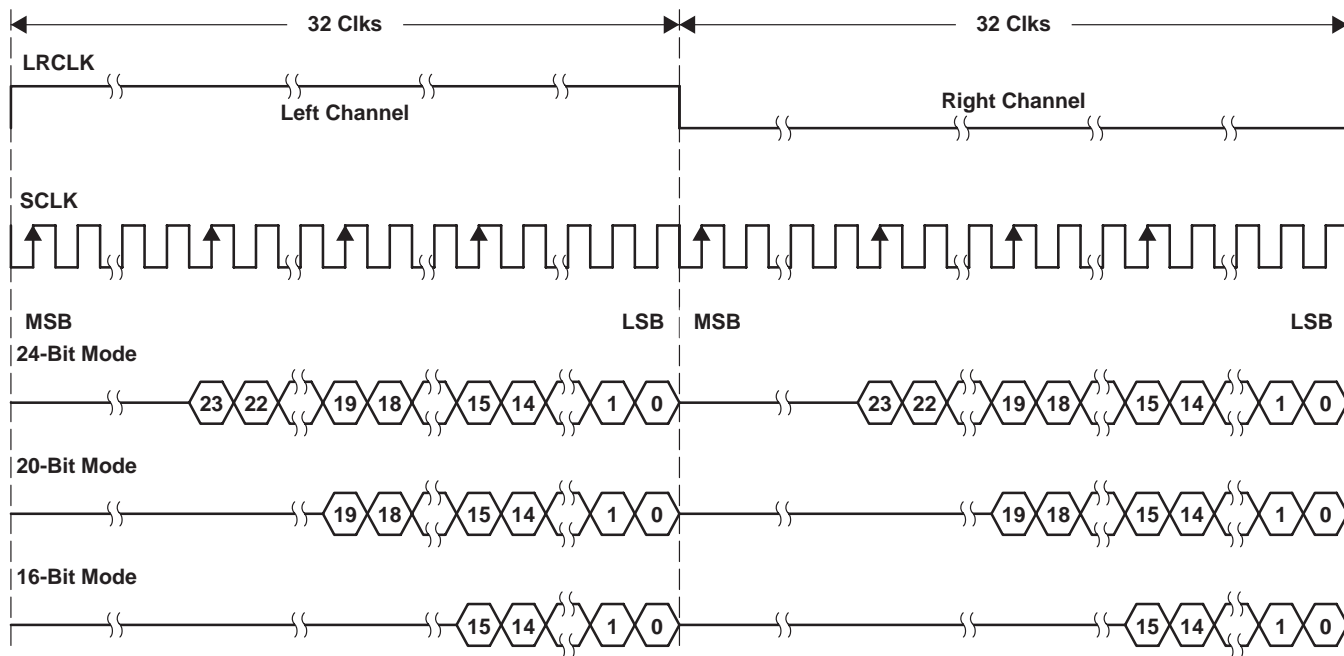 32 Clks 32 Clks
LRCLK
Left Channel Right Channel
SCLK
MSB LSB MSB LSB
24-Bit Mode
23 22 19 18 15 14 1 0 23 22 19 18 15 14 1 0
20-Bit Mode
19 18 15 14 1 0 19 18 15 14 1 0
16-Bit Mode
15 14 1 0 15 14 1 0